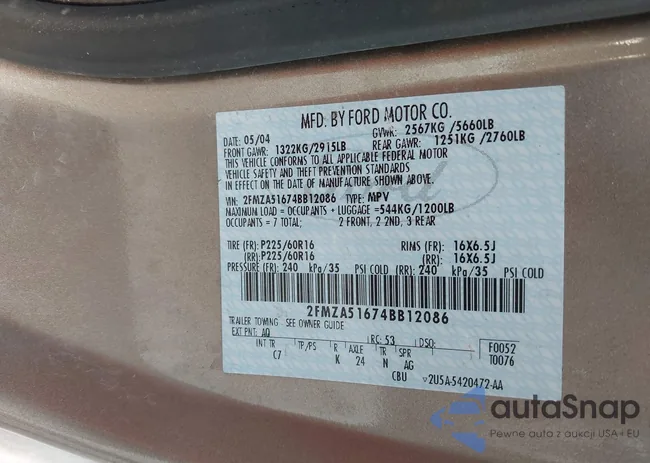 MFD. BY FORD MOTOR CO.
DATE: 05/04 GVWR: 2567KG /5660LB
FRONT GAWR: 1322KG/2915LB REAR GAWR: 1251KG /2760LB
THIS VEHICLE CONFORMS TO ALL APPLICABLE FEDERAL MOTOR
VEHICLE SAFETY AND THEFT PREVENTION STANDARDS
IN EFFECT ON THE DATE OF MANUFACTURE SHOWN ABOVE.
VIN: 2FMZA51674BB12086 TYPE: MPV
MAXIMUM LOAD = OCCUPANTS + LUGGAGE =544KG/1200LB
OCCUPANTS = 7 TOTAL; 2 FRONT, 2 2ND, 3 REAR
TIRE (FR): P225/60R16 RIMS (FR): 16X6.5J
(RR): P225/60R16 (RR): 16X6.5J
PRESSURE (FR): 240 kPa/35 PSI COLD (RR): 240 kPa/35 PSI COLD
2FMZA51674BB12086
TRAILER TOWING: SEE OWNER GUIDE
EXT PNT: AQ RC: 53 DSO: F0052
INT TR TP/PS R AXLE TR SPR T0076
C7 K 24 N AG
CBU ▽2U5A-5420472-AA
autaSnap
Pewne auta z aukcji USA i EU